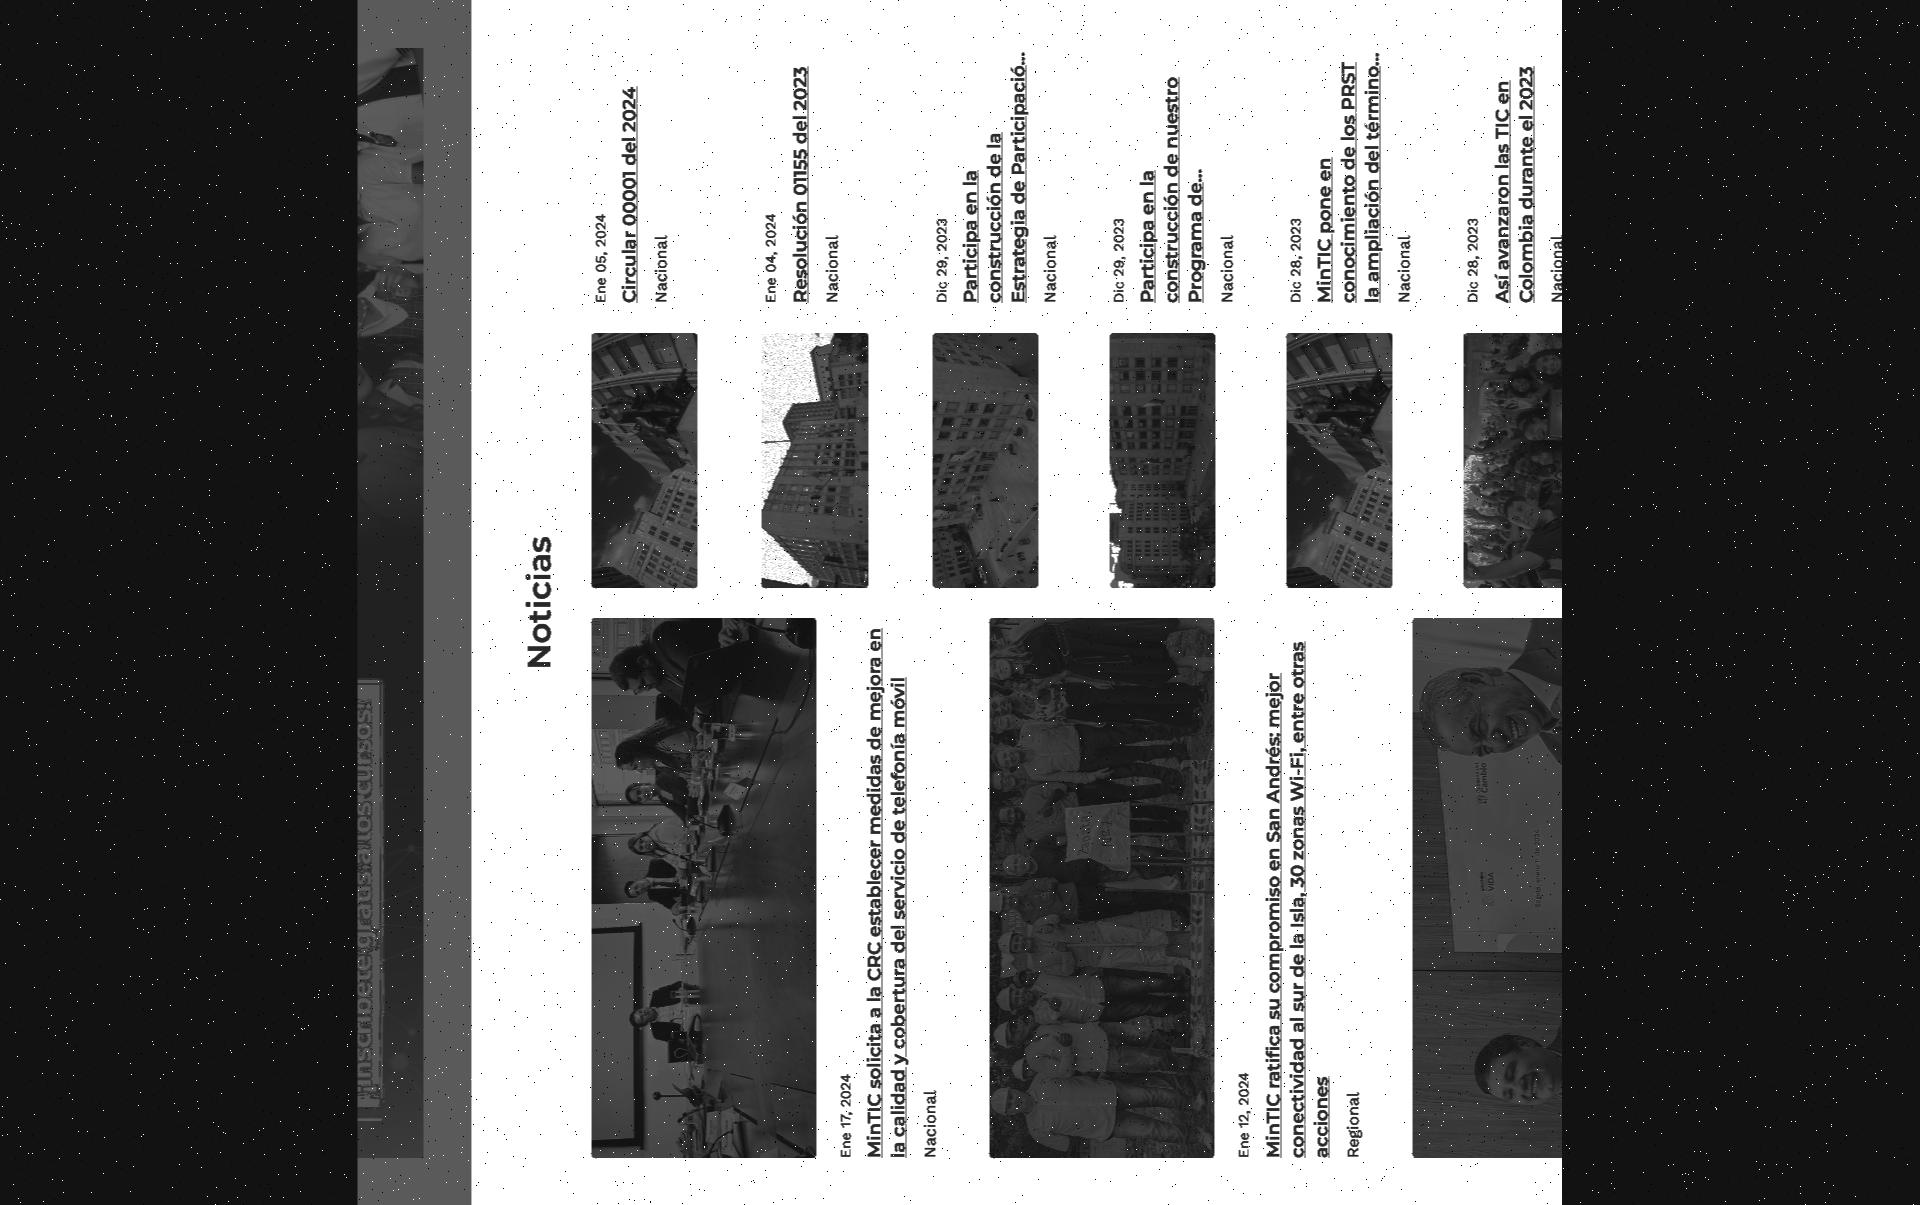 ¡Inscríbete gratis a los cursos!
Noticias
Ene 17, 2024
MinTIC solicita a la CRC establecer medidas de mejora en
la calidad y cobertura del servicio de telefonía móvil
Nacional
Ene 12, 2024
MinTIC ratifica su compromiso en San Andrés: mejor
conectividad al sur de la Isla, 30 zonas Wi-Fi, entre otras
acciones
Regional
VIDA
Cambio
Ene 05, 2024
Circular 00001 del 2024
Nacional
Ene 04, 2024
Resolución 01155 del 2023
Nacional
Dic 29, 2023
Participa en la
construcción de la
Estrategia de Participació...
Nacional
Dic 29, 2023
Participa en la
construcción de nuestro
Programa de...
Nacional
Dic 28, 2023
MinTIC pone en
conocimiento de los PRST
la ampliación del término...
Nacional
Dic 28, 2023
Así avanzaron las TIC en
Colombia durante el 2023
Nacional